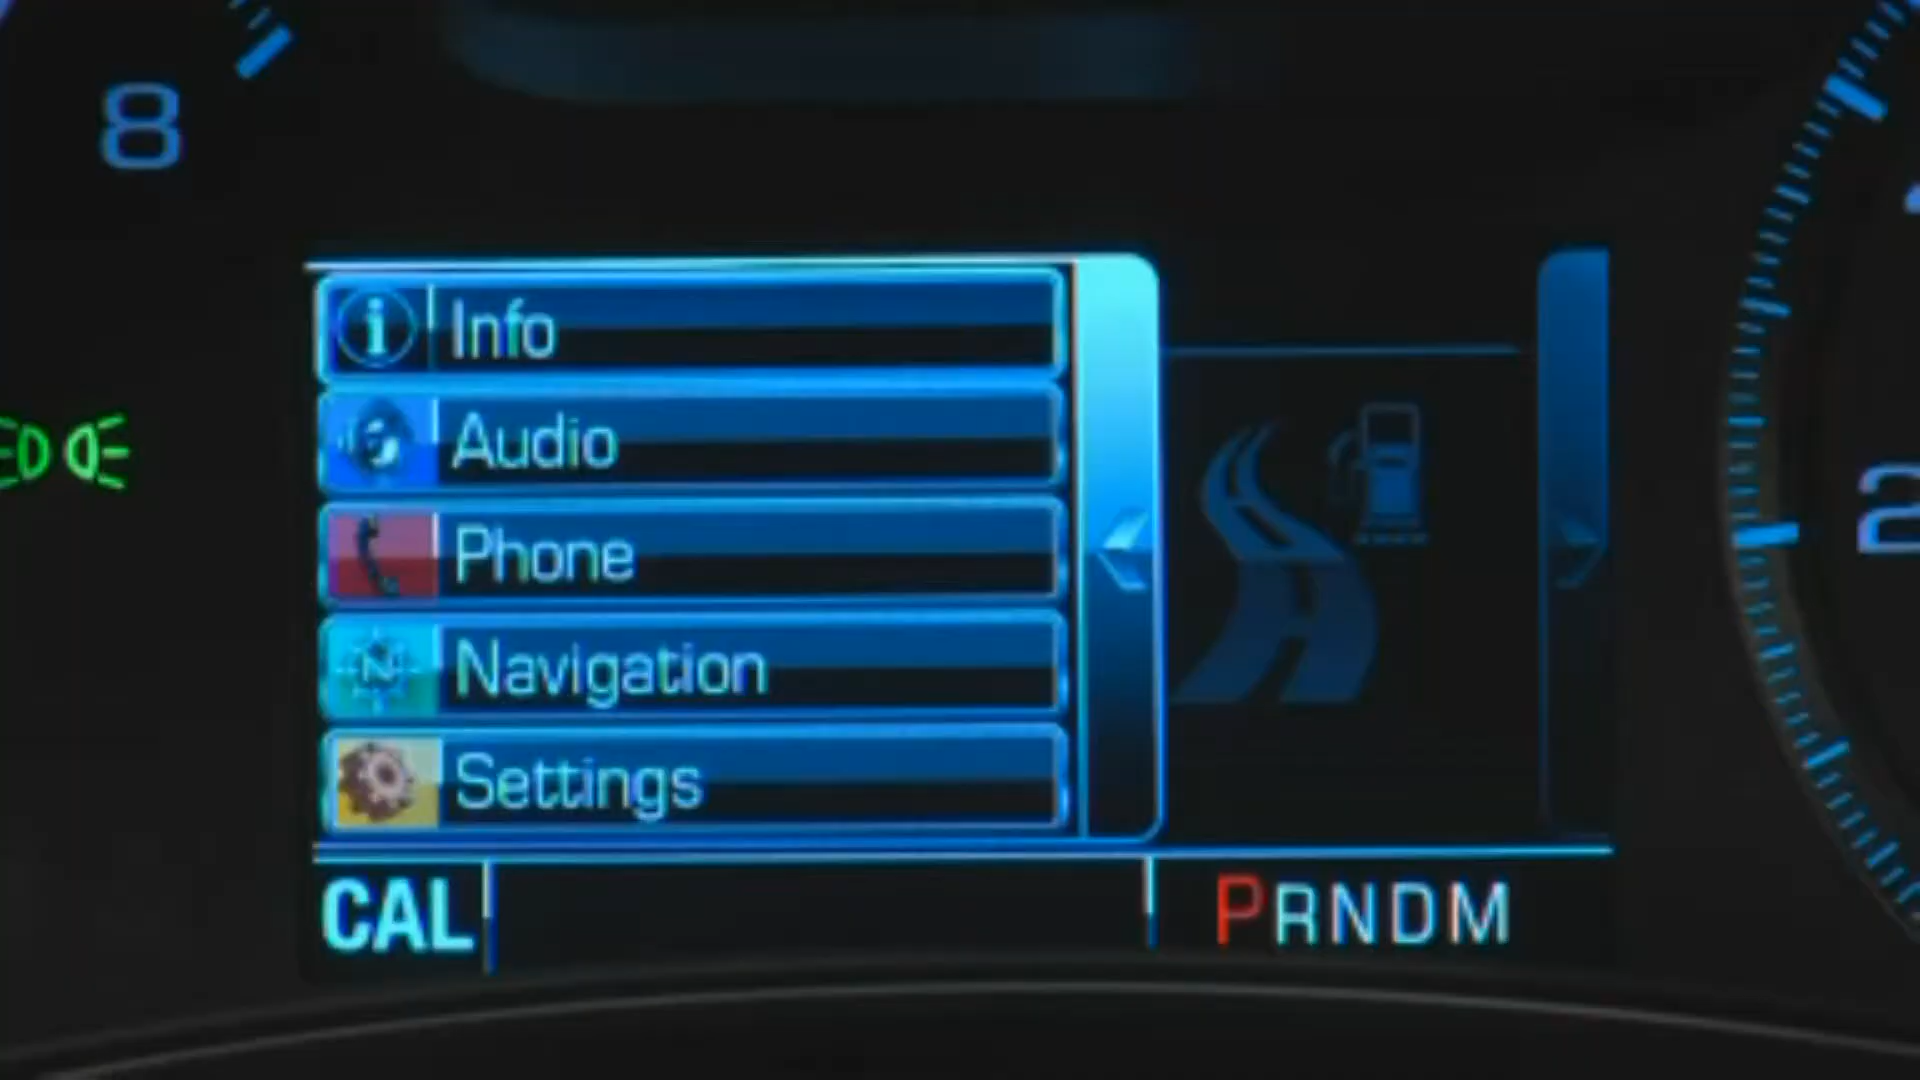 8
Info
Audio
Phone
Navigation
2
Settings
CAL
PRNDM